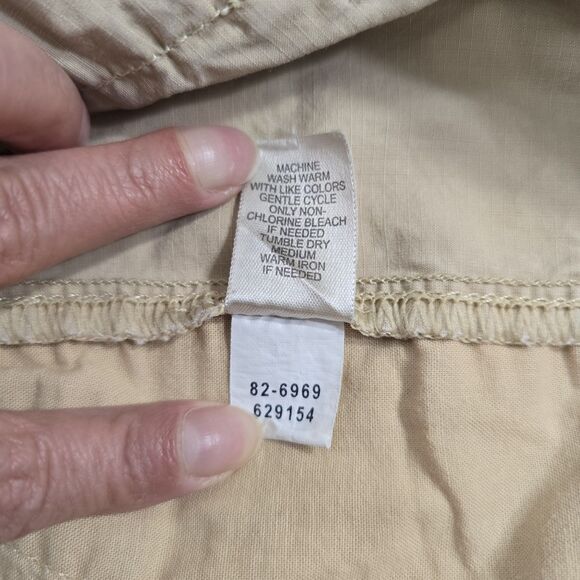 MACHINE
WASH WARM
WITH LIKE COLORS
GENTLE CYCLE
ONLY NON-
CHLORINE BLEACH
IF NEEDED
TUMBLE DRY
MEDIUM
WARM IRON
IF NEEDED
82-6969
629154